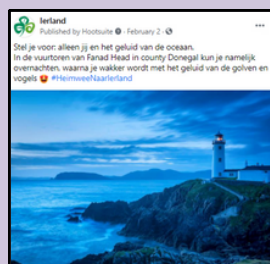 Ierland
Published by Hootsuite · February 2 ·
Stel je voor: alleen jij en het geluid van de oceaan.
In de vuurtoren van Fanad Head in county Donegal kun je namelijk
overnachten, waarna je wakker wordt met het geluid van de golven en
vogels 😍 #HeimweeNaarIerland